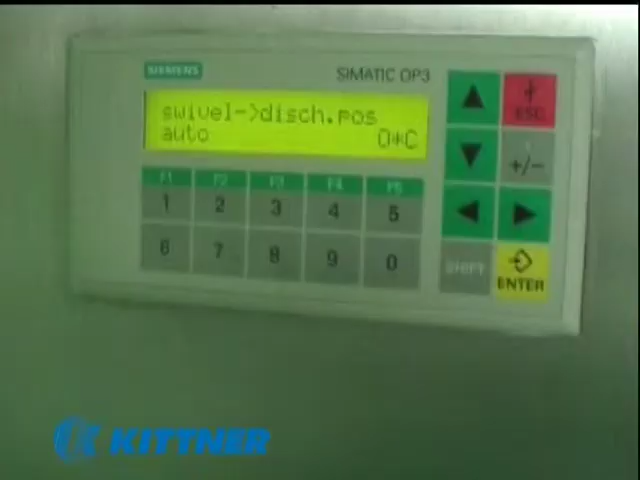 SIEMENS
SIMATIC OP3
swivel->disch.pos
auto 0*C
F1 F2 F3 F4 F5
1 2 3 4 5
6 7 8 9 0
ESC
+/-
SHIFT
ENTER
KITTNER